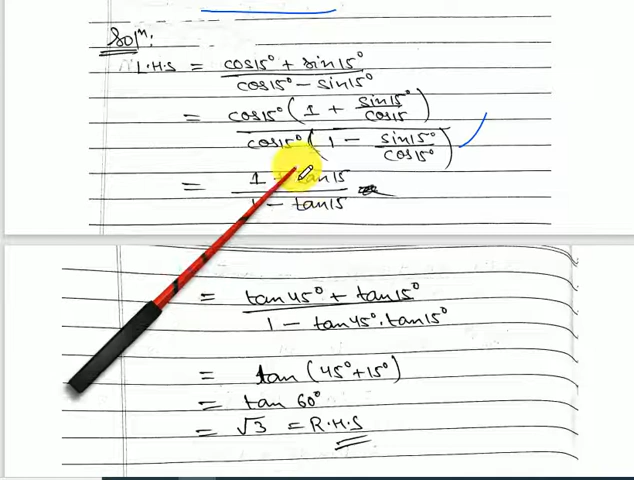 Solⁿ:
L.H.S = cos15° + sin15° / cos15° - sin15°
= cos15° (1 + sin15° / cos15) / cos15° (1 - sin15° / cos15°)
= 1 + tan15 / 1 - tan15
= tan45° + tan15° / 1 - tan45°. tan15°
= tan (45° + 15°)
= tan 60°
= √3 = R.H.S